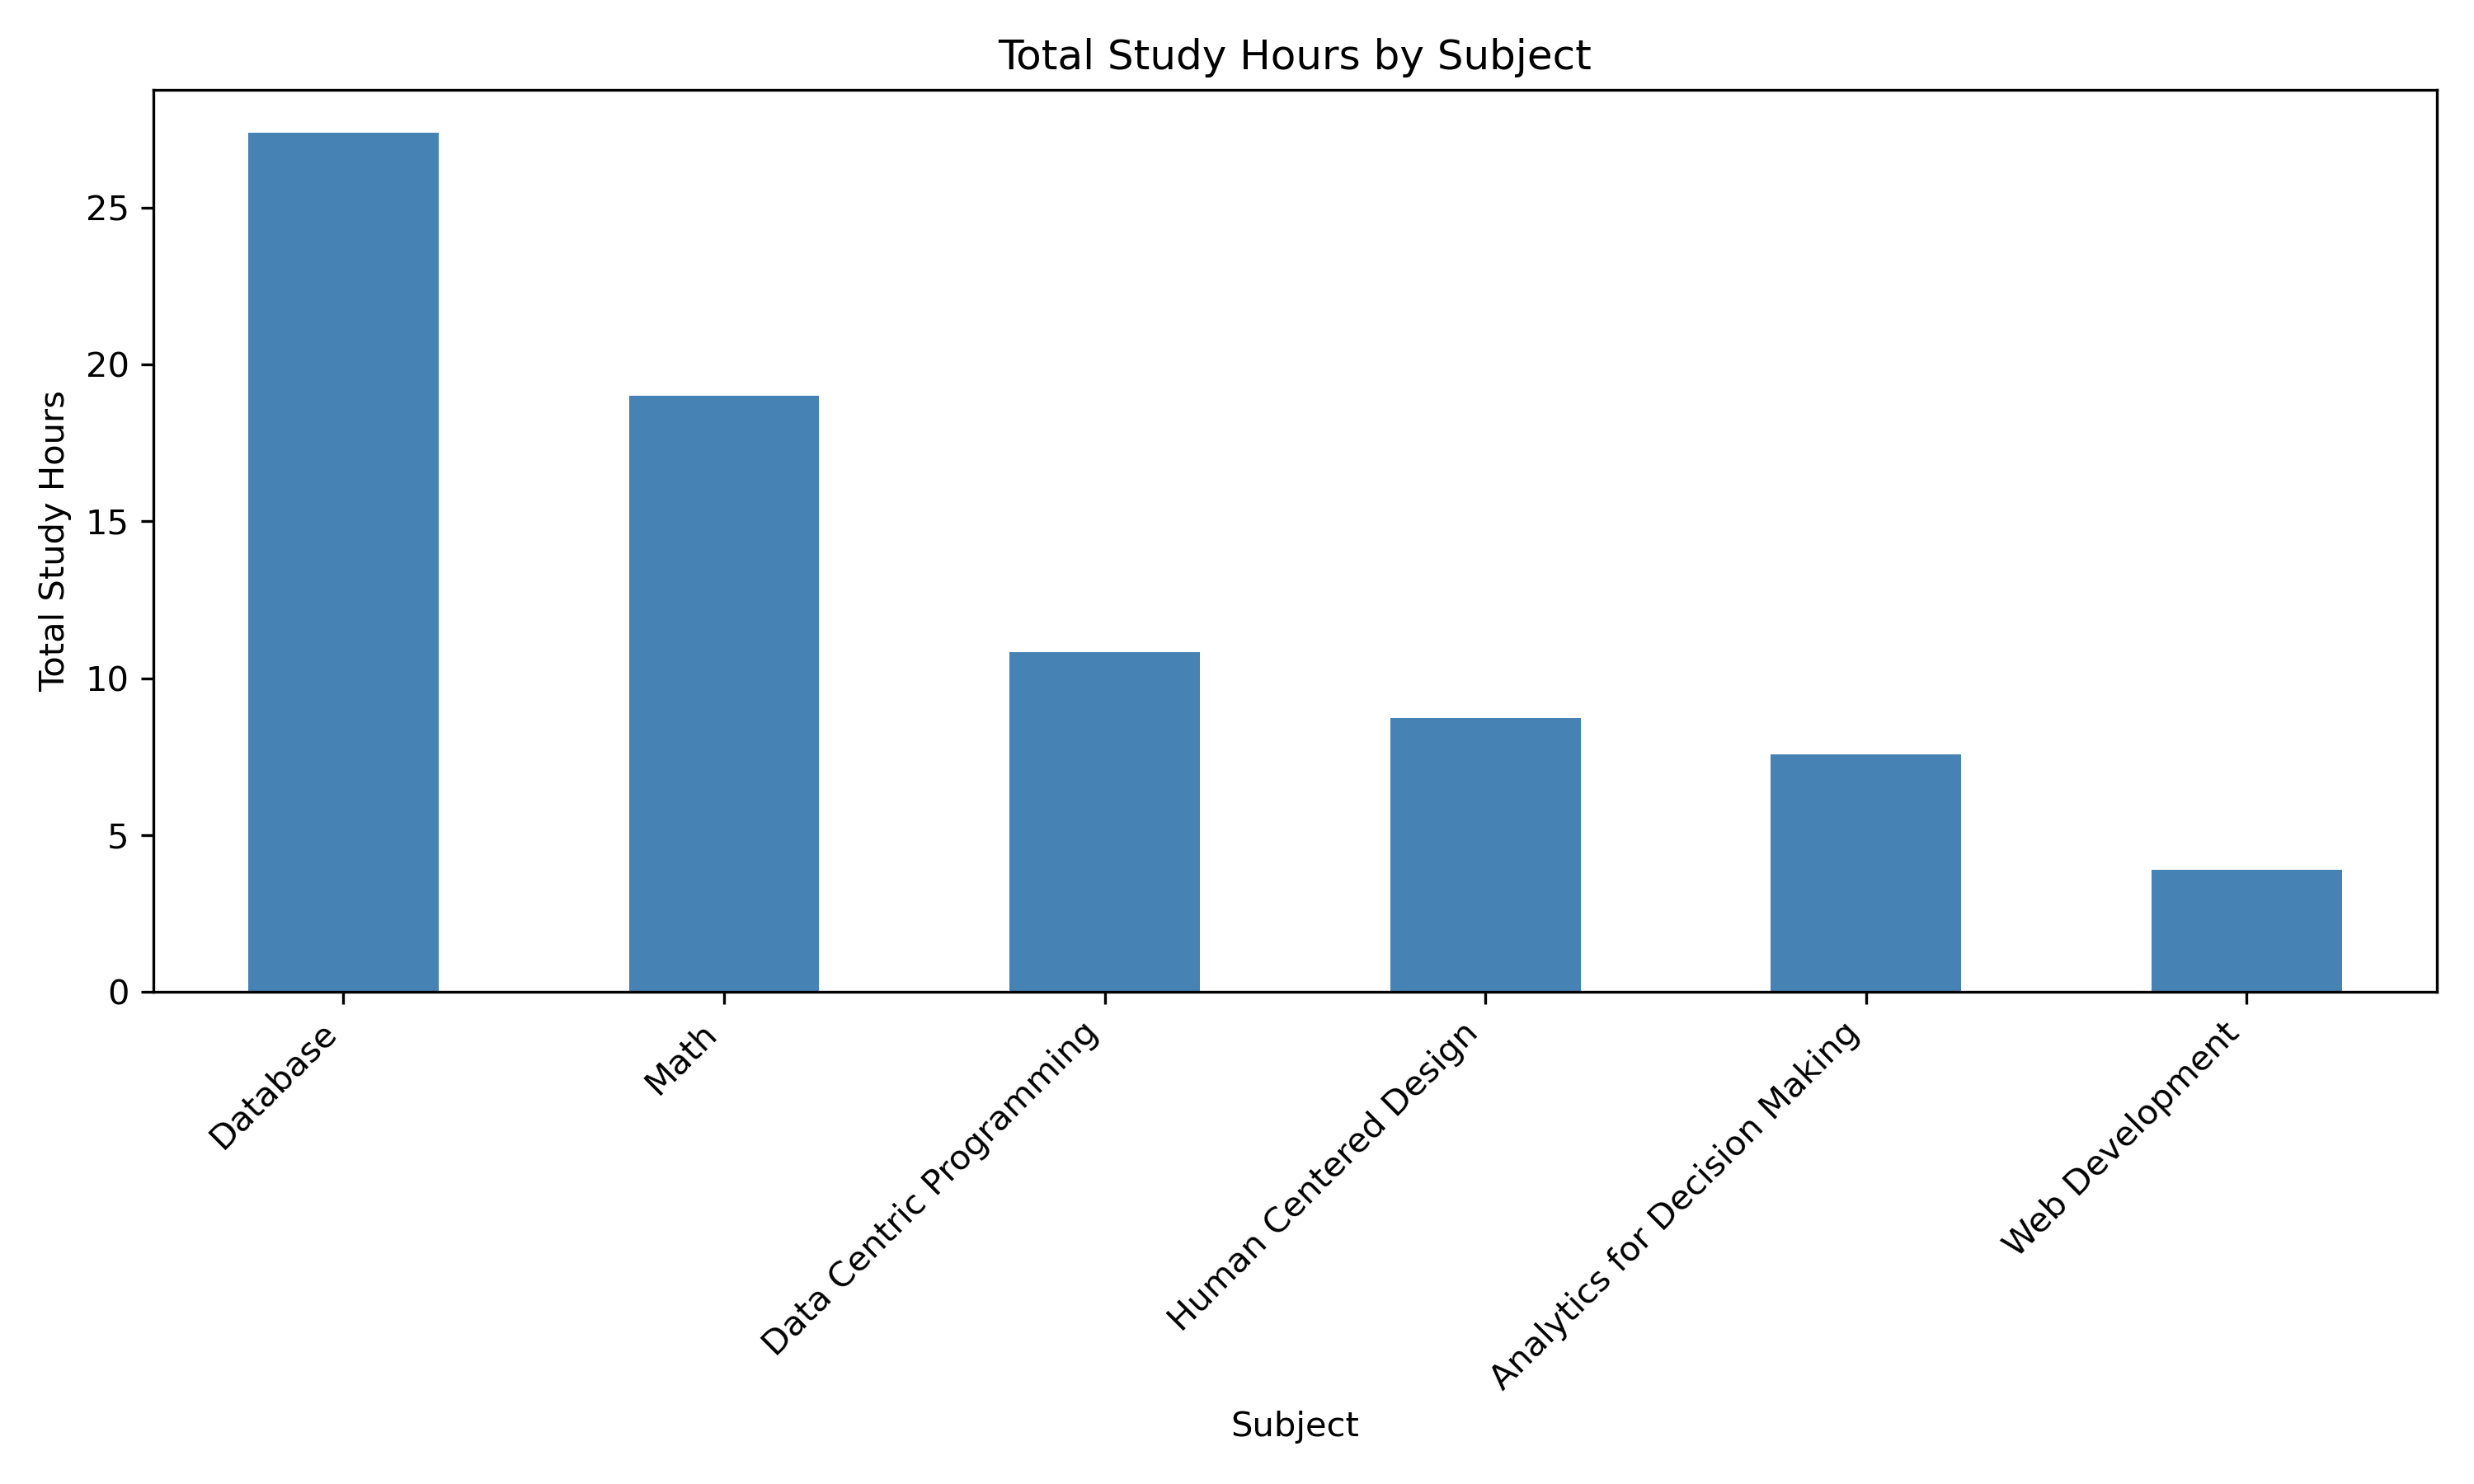 Total Study Hours by Subject
Total Study Hours
25
20
15
10
5
0
Database
Math
Data Centric Programming
Human Centered Design
Analytics for Decision Making
Web Development
Subject